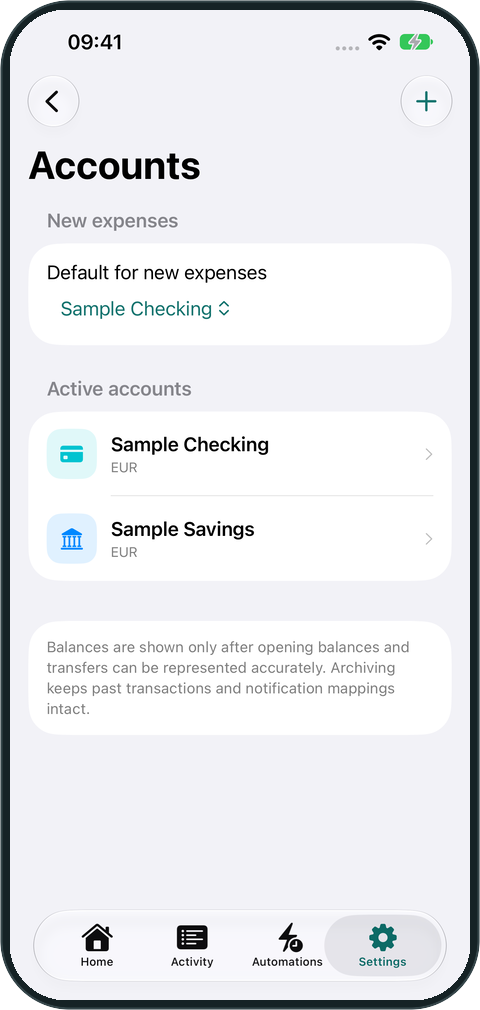 09:41
Accounts
New expenses
Default for new expenses
Sample Checking
Active accounts
Sample Checking
EUR
Sample Savings
EUR
Balances are shown only after opening balances and
transfers can be represented accurately. Archiving
keeps past transactions and notification mappings
intact.
Home
Activity
Automations
Settings